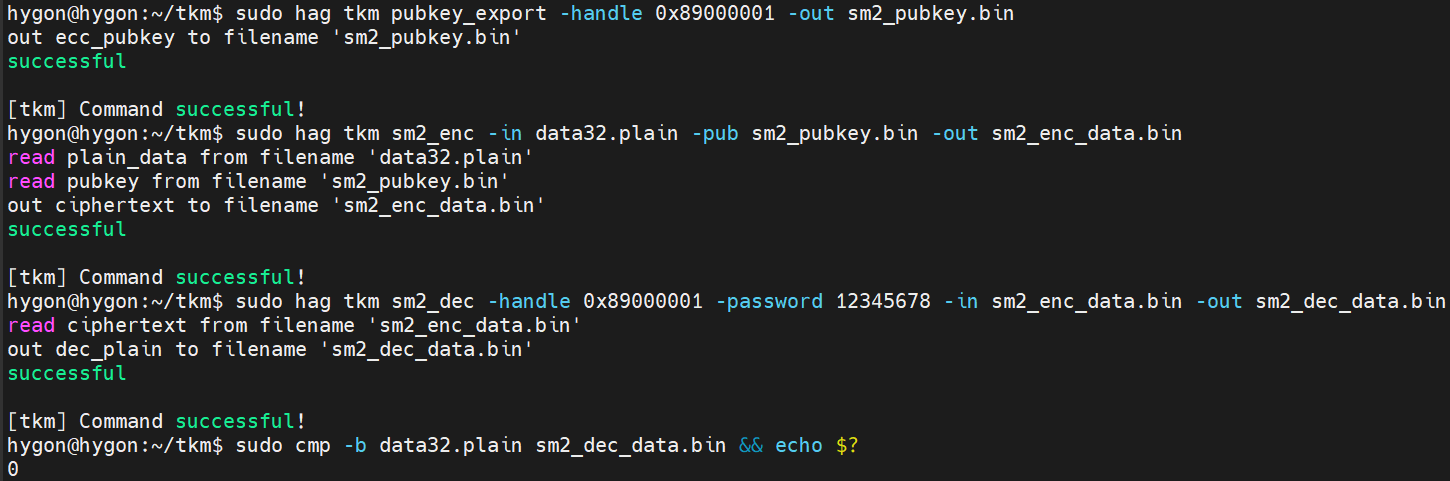 hygon@hygon:~/tkm$ sudo hag tkm pubkey_export -handle 0x89000001 -out sm2_pubkey.bin
out ecc_pubkey to filename 'sm2_pubkey.bin'
successful
[tkm] Command successful!
hygon@hygon:~/tkm$ sudo hag tkm sm2_enc -in data32.plain -pub sm2_pubkey.bin -out sm2_enc_data.bin
read plain_data from filename 'data32.plain'
read pubkey from filename 'sm2_pubkey.bin'
out ciphertext to filename 'sm2_enc_data.bin'
successful
[tkm] Command successful!
hygon@hygon:~/tkm$ sudo hag tkm sm2_dec -handle 0x89000001 -password 12345678 -in sm2_enc_data.bin -out sm2_dec_data.bin
read ciphertext from filename 'sm2_enc_data.bin'
out dec_plain to filename 'sm2_dec_data.bin'
successful
[tkm] Command successful!
hygon@hygon:~/tkm$ sudo cmp -b data32.plain sm2_dec_data.bin && echo $?
0